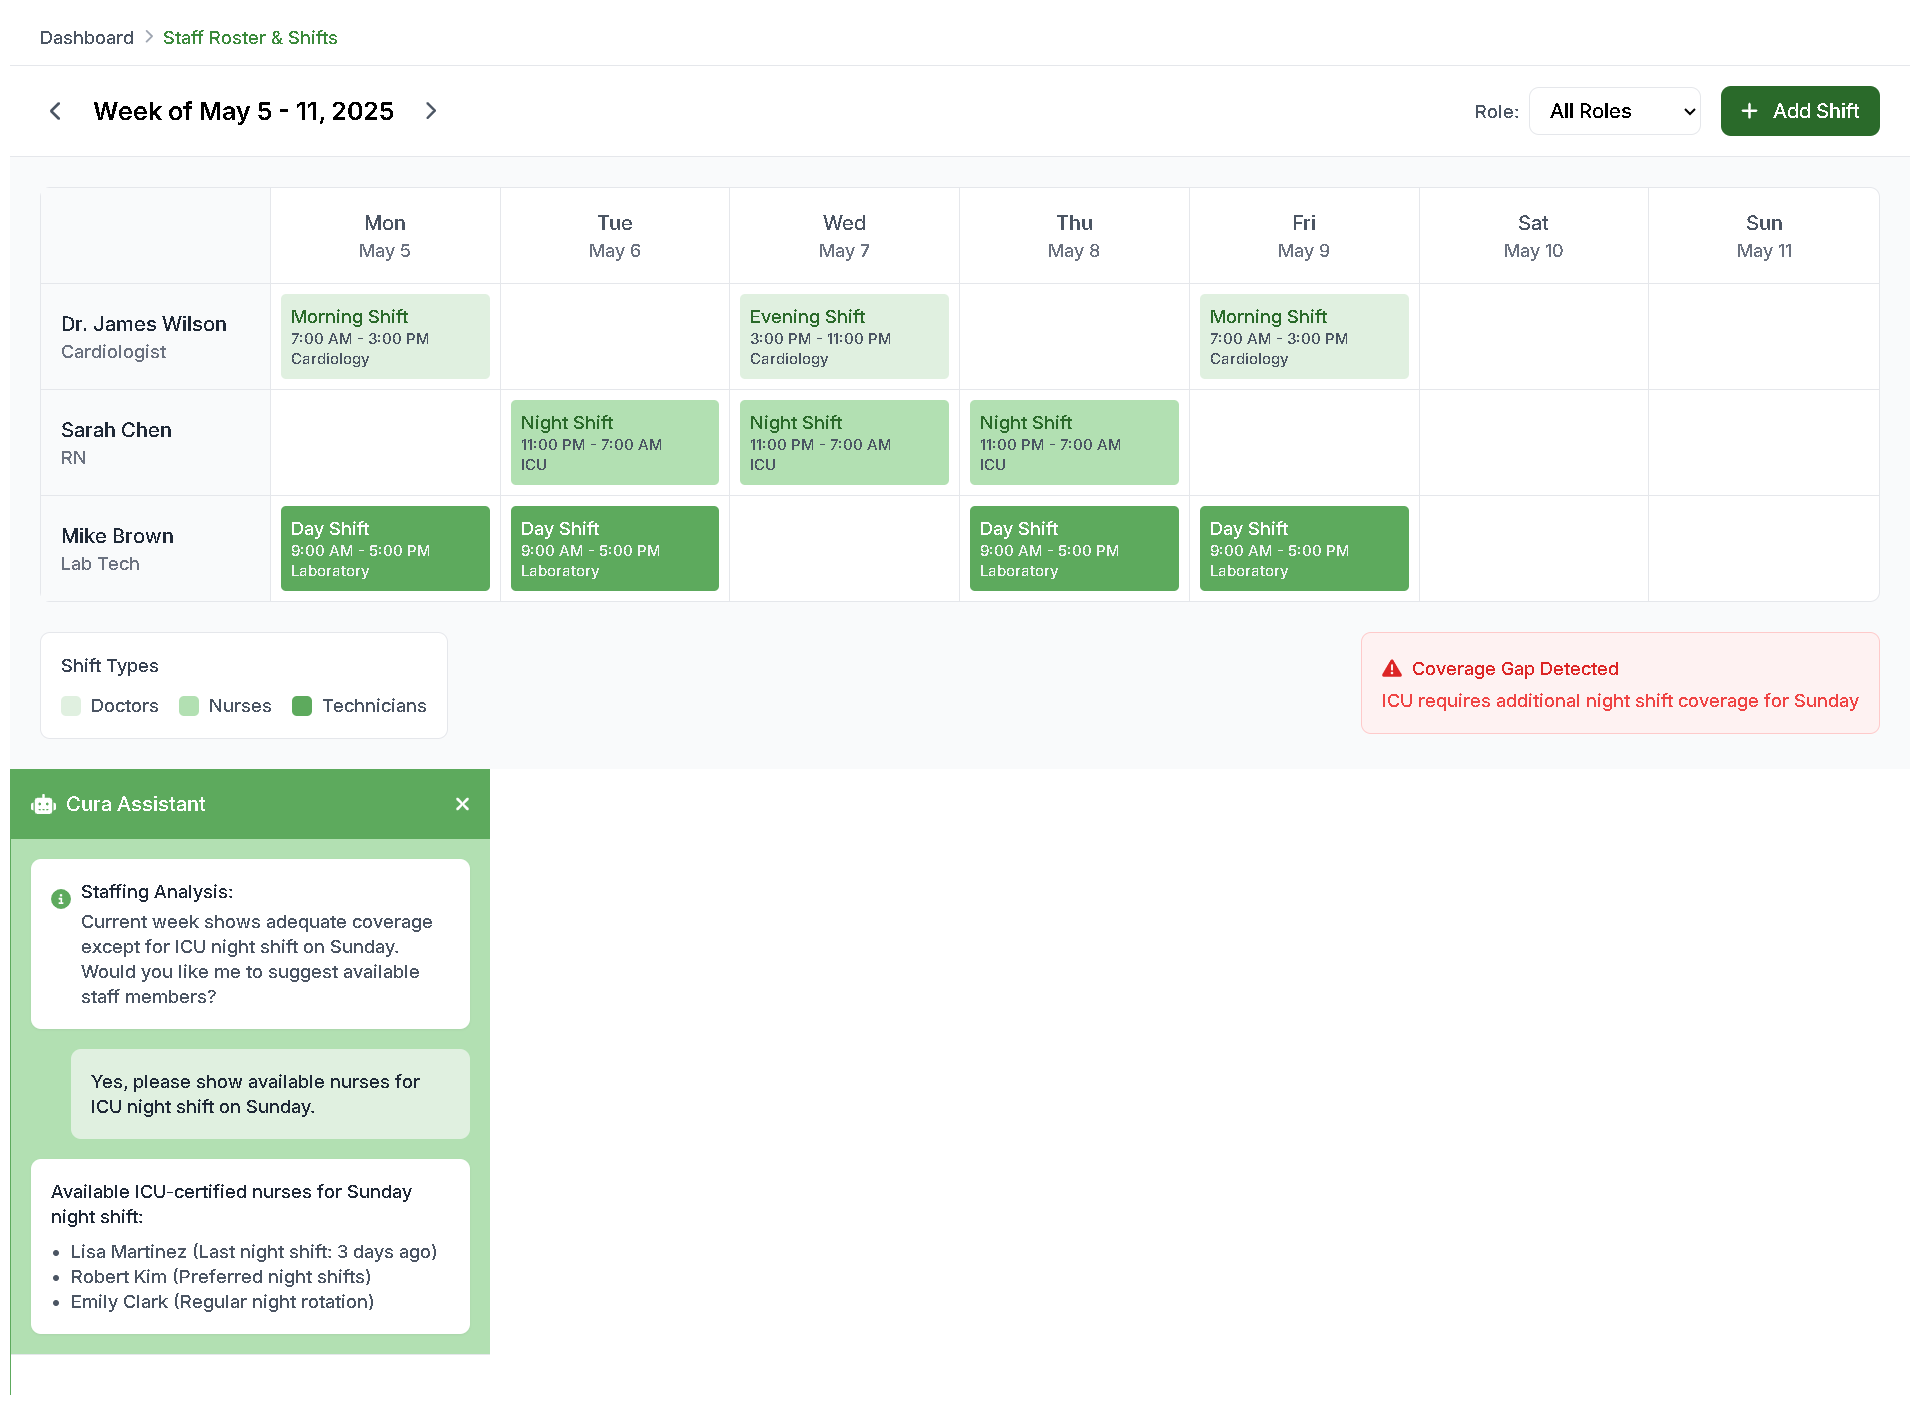 Dashboard > Staff Roster & Shifts
Week of May 5 - 11, 2025
Role: All Roles + Add Shift
Mon Tue Wed Thu Fri Sat Sun
May 5 May 6 May 7 May 8 May 9 May 10 May 11
Dr. James Wilson
Cardiologist
Morning Shift
7:00 AM - 3:00 PM
Cardiology
Evening Shift
3:00 PM - 11:00 PM
Cardiology
Morning Shift
7:00 AM - 3:00 PM
Cardiology
Sarah Chen
RN
Night Shift
11:00 PM - 7:00 AM
ICU
Night Shift
11:00 PM - 7:00 AM
ICU
Night Shift
11:00 PM - 7:00 AM
ICU
Mike Brown
Lab Tech
Day Shift
9:00 AM - 5:00 PM
Laboratory
Day Shift
9:00 AM - 5:00 PM
Laboratory
Day Shift
9:00 AM - 5:00 PM
Laboratory
Day Shift
9:00 AM - 5:00 PM
Laboratory
Shift Types
Doctors Nurses Technicians
Coverage Gap Detected
ICU requires additional night shift coverage for Sunday
Cura Assistant
Staffing Analysis:
Current week shows adequate coverage
except for ICU night shift on Sunday.
Would you like me to suggest available
staff members?
Yes, please show available nurses for
ICU night shift on Sunday.
Available ICU-certified nurses for Sunday
night shift:
• Lisa Martinez (Last night shift: 3 days ago)
• Robert Kim (Preferred night shifts)
• Emily Clark (Regular night rotation)